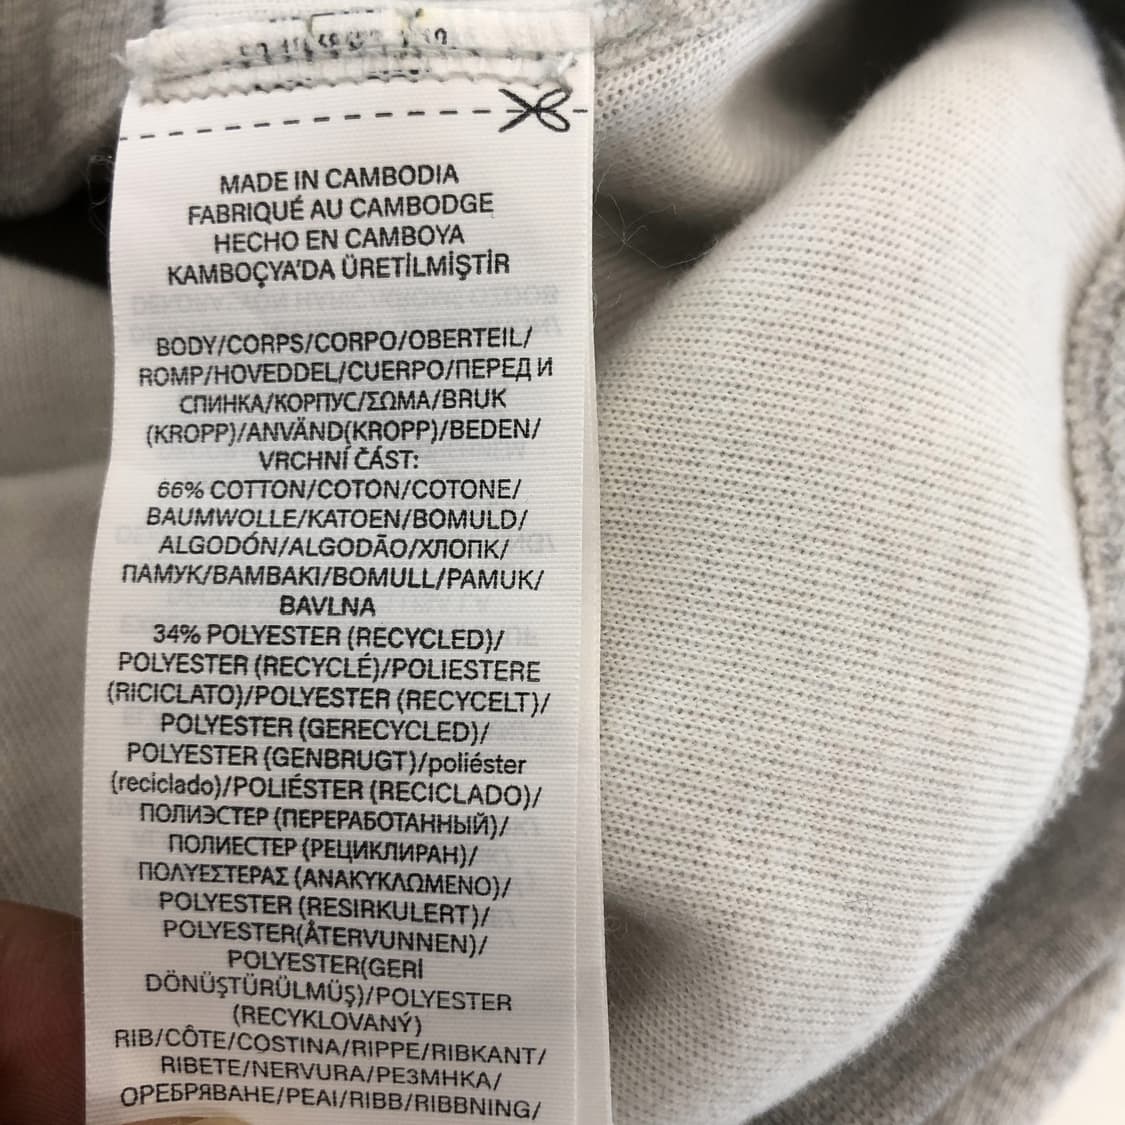 MADE IN CAMBODIA
FABRIQUÉ AU CAMBODGE
HECHO EN CAMBOYA
KAMBOÇYA'DA ÜRETİLMİŞTİR
BODY/CORPS/CORPO/OBERTEIL/
ROMP/HOVEDDEL/CUERPO/ПЕРЕД И
СПИНКА/КОРПУС/ΣΩΜΑ/BRUK
(KROPP)/ANVÄND(KROPP)/BEDEN/
VRCHNÍ ČÁST:
66% COTTON/COTON/COTONE/
BAUMWOLLE/KATOEN/BOMULD/
ALGODÓN/ALGODÃO/ХЛОПК/
ПАМУК/ΒΑΜΒΑΚΙ/BOMULL/PAMUK/
BAVLNA
34% POLYESTER (RECYCLED)/
POLYESTER (RECYCLÉ)/POLIESTERE
(RICICLATO)/POLYESTER (RECYCELT)/
POLYESTER (GERECYCLED)/
POLYESTER (GENBRUGT)/poliéster
(reciclado)/POLIÉSTER (RECICLADO)/
ПОЛИЭСТЕР (ПЕРЕРАБОТАННЫЙ)/
ПОЛИЕСТЕР (РЕЦИКЛИРАН)/
ΠΟΛΥΕΣΤΕΡΑΣ (ΑΝΑΚΥΚΛΩΜΕΝΟ)/
POLYESTER (RESIRKULERT)/
POLYESTER(ÅTERVUNNEN)/
POLYESTER(GERİ
DÖNÜŞTÜRÜLMÜŞ)/POLYESTER
(RECYKLOVANÝ)
RIB/CÔTE/COSTINA/RIPPE/RIBKANT/
RIBETE/NERVURA/РЕЗМНКА/
ОРЕБРЯВАНЕ/ΡΕΑΙ/RIBB/RIBBNING/